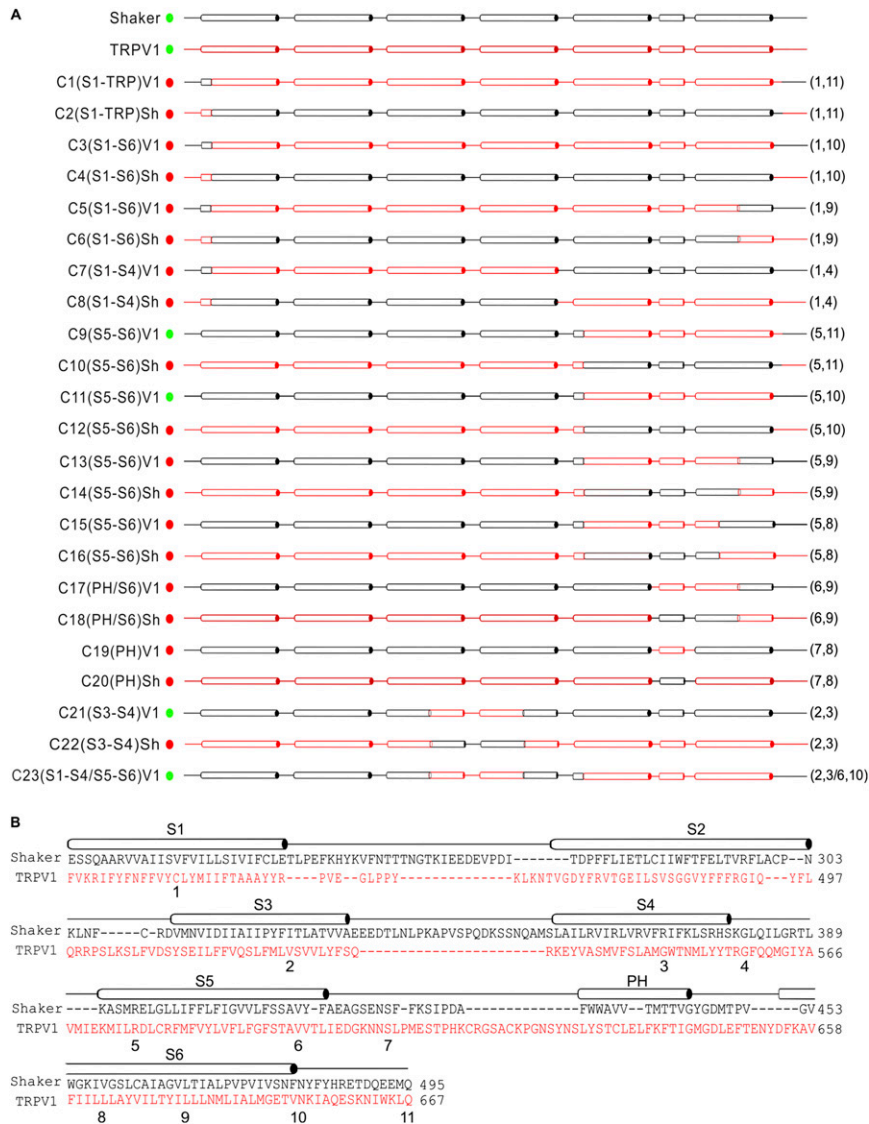 A
Shaker
TRPV1
C1(S1-TRP)V1 (1,11)
C2(S1-TRP)Sh (1,11)
C3(S1-S6)V1 (1,10)
C4(S1-S6)Sh (1,10)
C5(S1-S6)V1 (1,9)
C6(S1-S6)Sh (1,9)
C7(S1-S4)V1 (1,4)
C8(S1-S4)Sh (1,4)
C9(S5-S6)V1 (5,11)
C10(S5-S6)Sh (5,11)
C11(S5-S6)V1 (5,10)
C12(S5-S6)Sh (5,10)
C13(S5-S6)V1 (5,9)
C14(S5-S6)Sh (5,9)
C15(S5-S6)V1 (5,8)
C16(S5-S6)Sh (5,8)
C17(PH/S6)V1 (6,9)
C18(PH/S6)Sh (6,9)
C19(PH)V1 (7,8)
C20(PH)Sh (7,8)
C21(S3-S4)V1 (2,3)
C22(S3-S4)Sh (2,3)
C23(S1-S4/S5-S6)V1 (2,3/6,10)
B
S1 S2
Shaker ESSQAARVVAIISVFVILLSIVIFCLETLPEFKHYKVFNTTTNGTKIEEDEVPDI------TDPFFLIETLCIIWFTFELTVRFLACP--N 303
TRPV1 FVKRIFYFNFFVYCLYMIIFTAAAYYR----PVE--GLPPY------------KLKNTVGDYFRVTGEILSVSGGVYFFFRGIQ---YFL 497
1
S3 S4
KLNF-----C-RDVMNVIDIIAIIPYFITLATVVAEEEDTLNLPKAPVSPQDKSSNQAMSLAILRVIRLVRVFRIFKLSRHSKGLQILGRTL 389
TRPV1 QRRPSLKSLFVDSYSEILFFVQSLFMLVSVVLYFSQ--------------------RKEYVASMVFSLAMGWTNMLYYTRGFQQMGIYA 566
2 3 4
S5 PH
Shaker ----KASMRELGLLIFFLFIGVVLFSSAVY-FAEAGSENSF-FKSIPDA------------FWWAVV--TMTTVGYGDMTPV------GV 453
TRPV1 VMIEKMILRDLCRFMFVYLVFLFGFSTAVVTLIEDGKNNSLPMESTPHKCRGSACKPGNSYNSLYSTCLELFKFTIGMGDLEFTENYDFKAV 658
5 6 7
S6
Shaker WGKIVGSLCAIAGVLTIALPVPVIVSNFNYFYHRETDQEEMQ 495
TRPV1 FIILLLAYVILTYILLLNMLIALMGETVNKIAQESKNIWKLQ 667
8 9 10 11